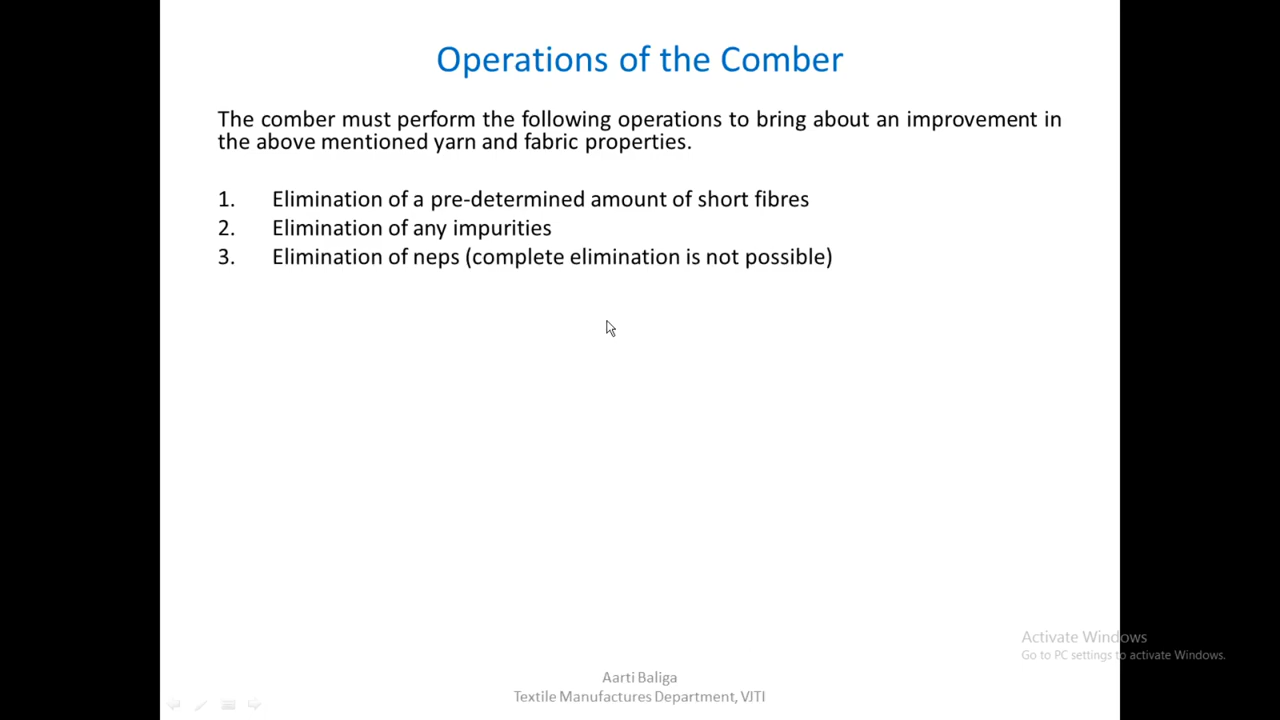 Operations of the Comber
The comber must perform the following operations to bring about an improvement in
the above mentioned yarn and fabric properties.
1. Elimination of a pre-determined amount of short fibres
2. Elimination of any impurities
3. Elimination of neps (complete elimination is not possible)
Activate Windows
Go to PC settings to activate Windows.
Aarti Baliga
Textile Manufactures Department, VJTI